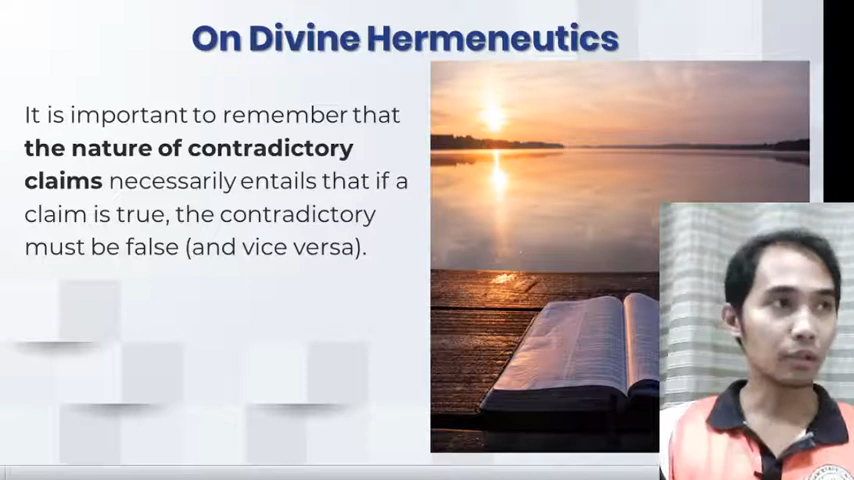 On Divine Hermeneutics
It is important to remember that
the nature of contradictory
claims necessarily entails that if a
claim is true, the contradictory
must be false (and vice versa).